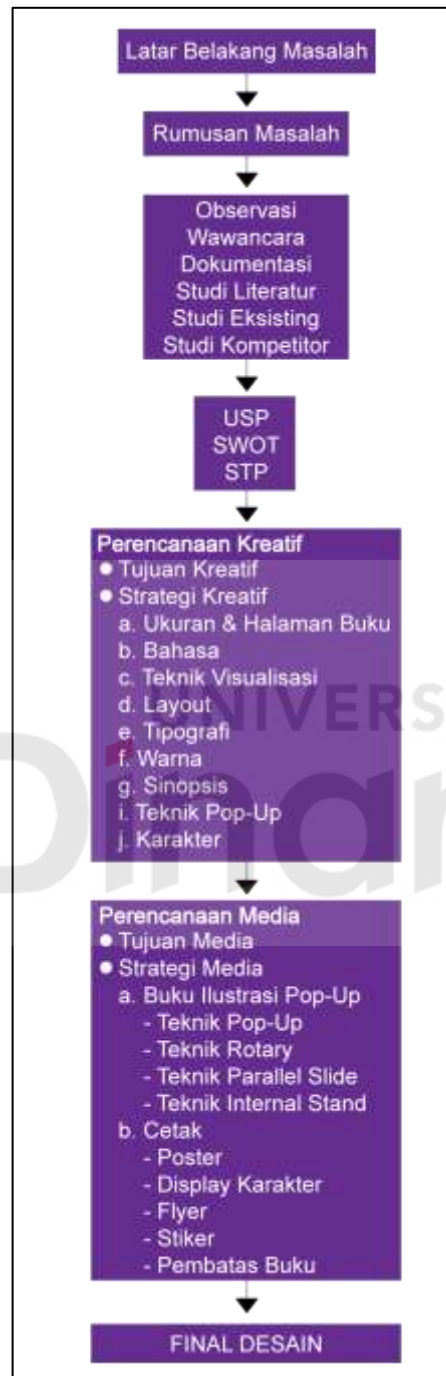 Latar Belakang Masalah
Rumusan Masalah
Observasi
Wawancara
Dokumentasi
Studi Literatur
Studi Eksisting
Studi Kompetitor
USP
SWOT
STP
Perencanaan Kreatif
● Tujuan Kreatif
● Strategi Kreatif
a. Ukuran & Halaman Buku
b. Bahasa
c. Teknik Visualisasi
d. Layout
e. Tipografi
f. Warna
g. Sinopsis
i. Teknik Pop-Up
j. Karakter
UNIVERS
Dinar
Perencanaan Media
● Tujuan Media
● Strategi Media
a. Buku Ilustrasi Pop-Up
- Teknik Pop-Up
- Teknik Rotary
- Teknik Parallel Slide
- Teknik Internal Stand
b. Cetak
- Poster
- Display Karakter
- Flyer
- Stiker
- Pembatas Buku
FINAL DESAIN